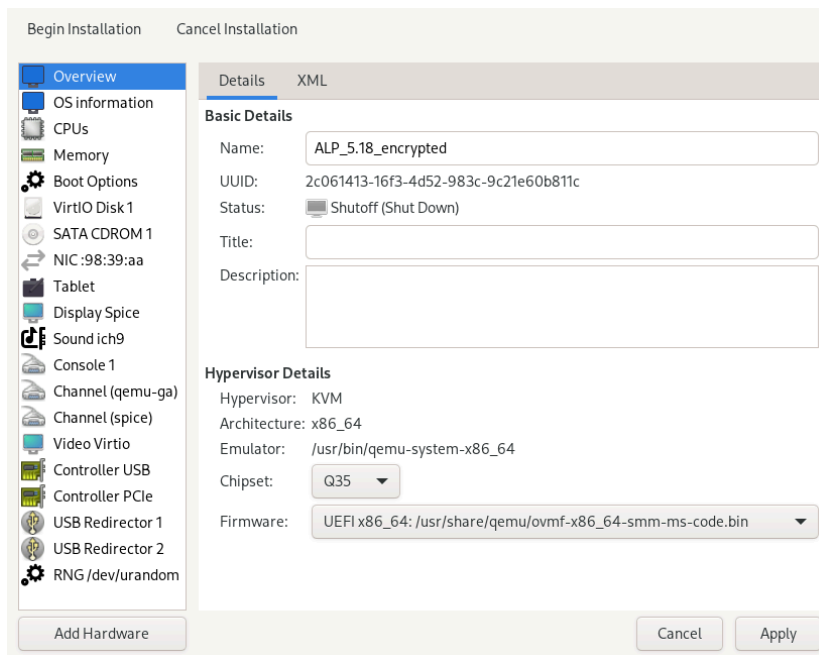 Begin Installation
Cancel Installation
Overview
OS information
CPUs
Memory
Boot Options
VirtIO Disk 1
SATA CDROM 1
NIC :98:39:aa
Tablet
Display Spice
Sound ich9
Console 1
Channel (qemu-ga)
Channel (spice)
Video Virtio
Controller USB
Controller PCIe
USB Redirector 1
USB Redirector 2
RNG /dev/urandom
Add Hardware
Details
XML
Basic Details
Name: ALP_5.18_encrypted
UUID: 2c061413-16f3-4d52-983c-9c21e60b811c
Status: Shutoff (Shut Down)
Title:
Description:
Hypervisor Details
Hypervisor: KVM
Architecture: x86_64
Emulator: /usr/bin/qemu-system-x86_64
Chipset: Q35
Firmware: UEFI x86_64: /usr/share/qemu/ovmf-x86_64-smm-ms-code.bin
Cancel
Apply